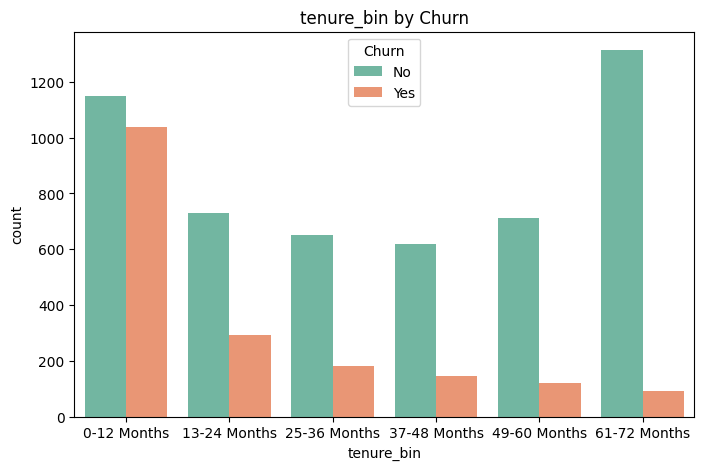 tenure_bin by Churn
Churn
No
Yes
count
1200
1000
800
600
400
200
0
0-12 Months 13-24 Months 25-36 Months 37-48 Months 49-60 Months 61-72 Months
tenure_bin